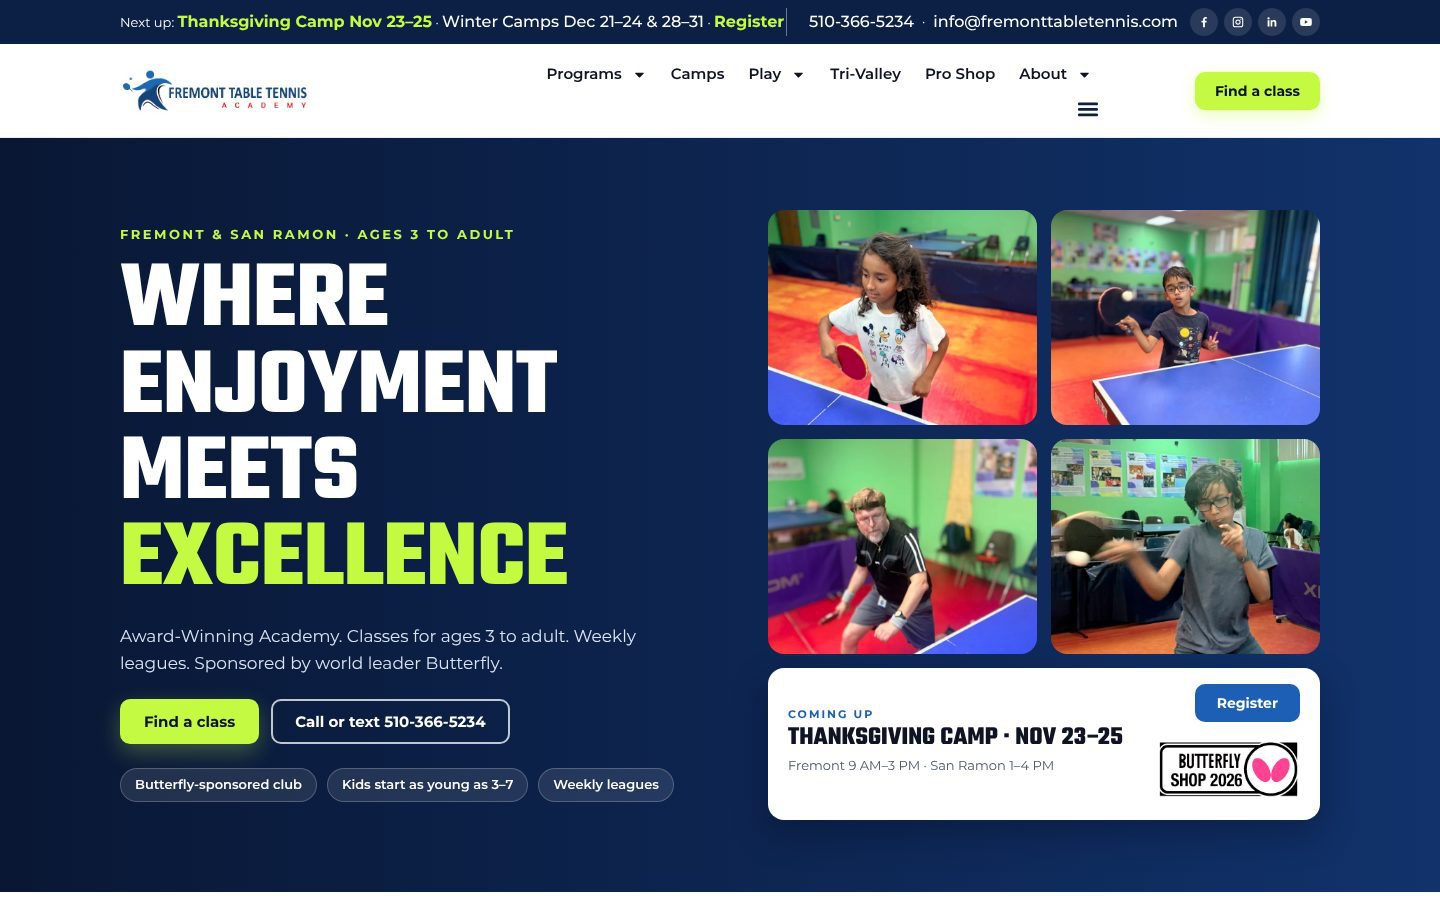 Next up: Thanksgiving Camp Nov 23–25 · Winter Camps Dec 21–24 & 28–31 · Register
510-366-5234 · info@fremonttabletennis.com
FREMONT TABLE TENNIS
ACADEMY
Programs Camps Play Tri-Valley Pro Shop About
Find a class
FREMONT & SAN RAMON · AGES 3 TO ADULT
WHERE
ENJOYMENT
MEETS
EXCELLENCE
Award-Winning Academy. Classes for ages 3 to adult. Weekly
leagues. Sponsored by world leader Butterfly.
Find a class
Call or text 510-366-5234
Butterfly-sponsored club
Kids start as young as 3–7
Weekly leagues
COMING UP
THANKSGIVING CAMP · NOV 23–25
Fremont 9 AM–3 PM · San Ramon 1–4 PM
Register
BUTTERFLY
SHOP 2026